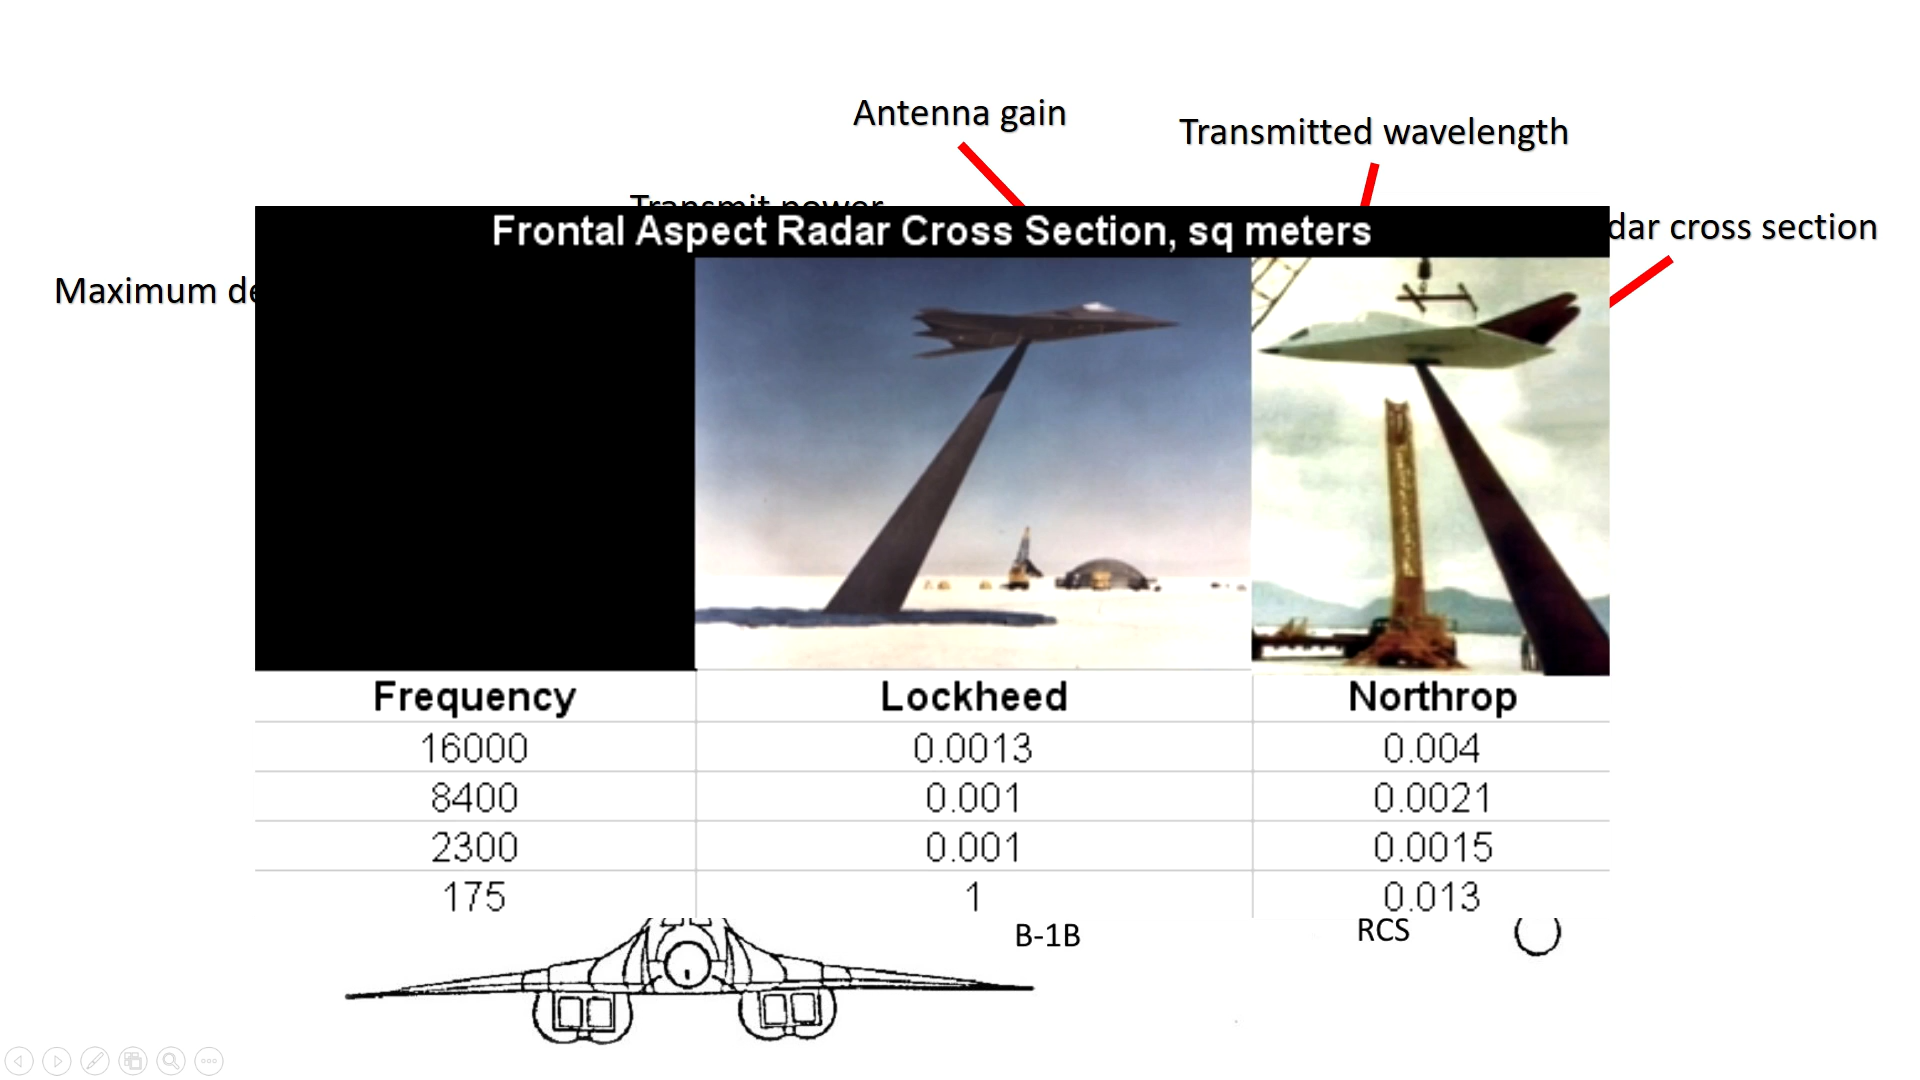 Antenna gain
Transmitted wavelength
Transmit power
dar cross section
Maximum de
Frontal Aspect Radar Cross Section, sq meters
Frequency Lockheed Northrop
16000 0.0013 0.004
8400 0.001 0.0021
2300 0.001 0.0015
175 1 0.013
B-1B RCS